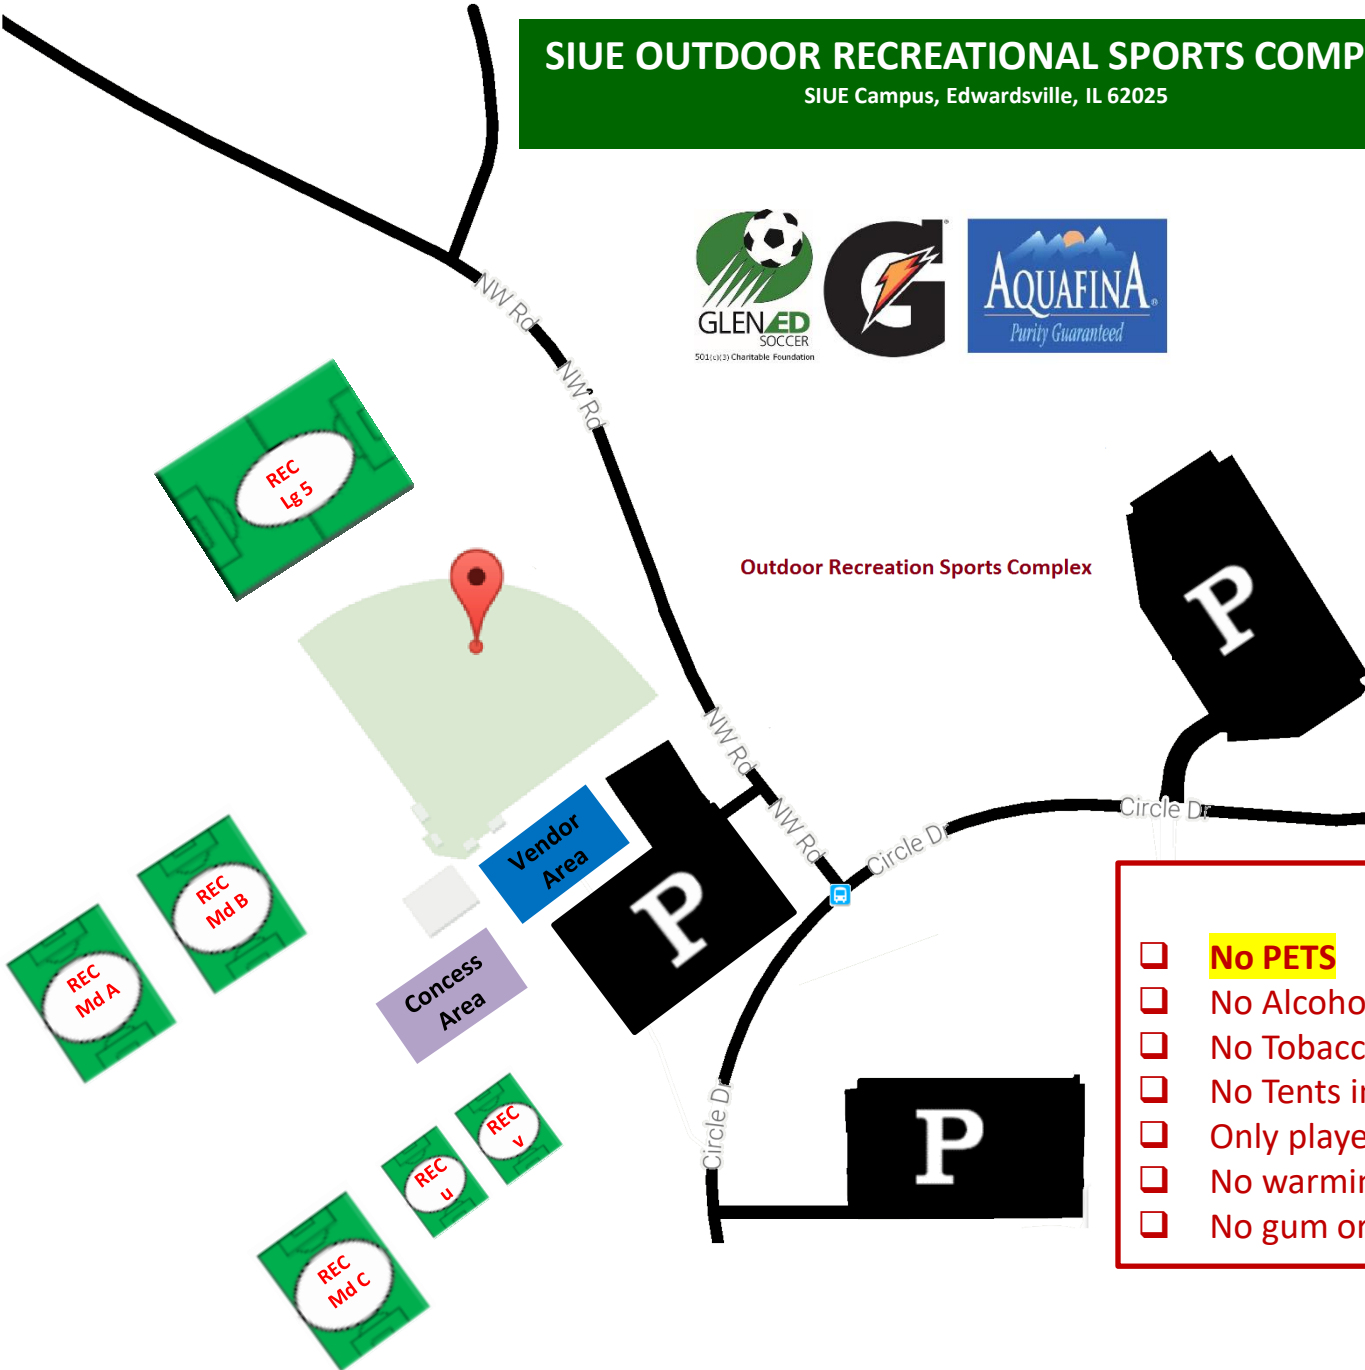 SIUE OUTDOOR RECREATIONAL SPORTS COMP
SIUE Campus, Edwardsville, IL 62025
GLENED
SOCCER
501(c)(3) Charitable Foundation
G
AQUAFINA
Purity Guaranteed
NW Rd
NW Rd
REC
Lg 5
Outdoor Recreation Sports Complex
P
NW Rd
NW Rd
Circle Dr
Circle Dr
Vendor
Area
P
REC
Md B
REC
Md A
Concess
Area
Circle Dr
P
REC
v
REC
u
REC
Md C
No PETS
No Alcoho
No Tobacc
No Tents in
Only playe
No warmin
No gum or